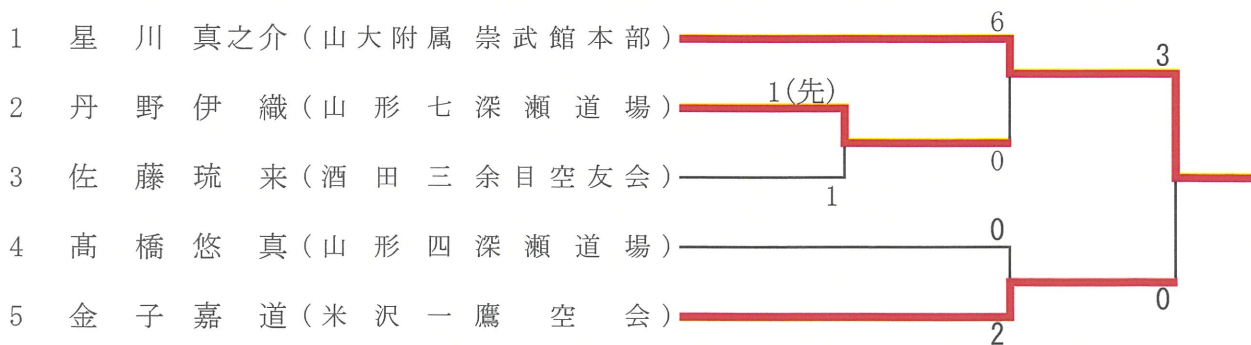 6
1 星川真之介(山大附属崇武館本部)
3
1(先)
2 丹野伊織(山形七深瀬道場)
0
3 佐藤琉来(酒田三余目空友会)
1
0
4 髙橋悠真(山形四深瀬道場)
0
5 金子嘉道(米沢一鷹空会)
2